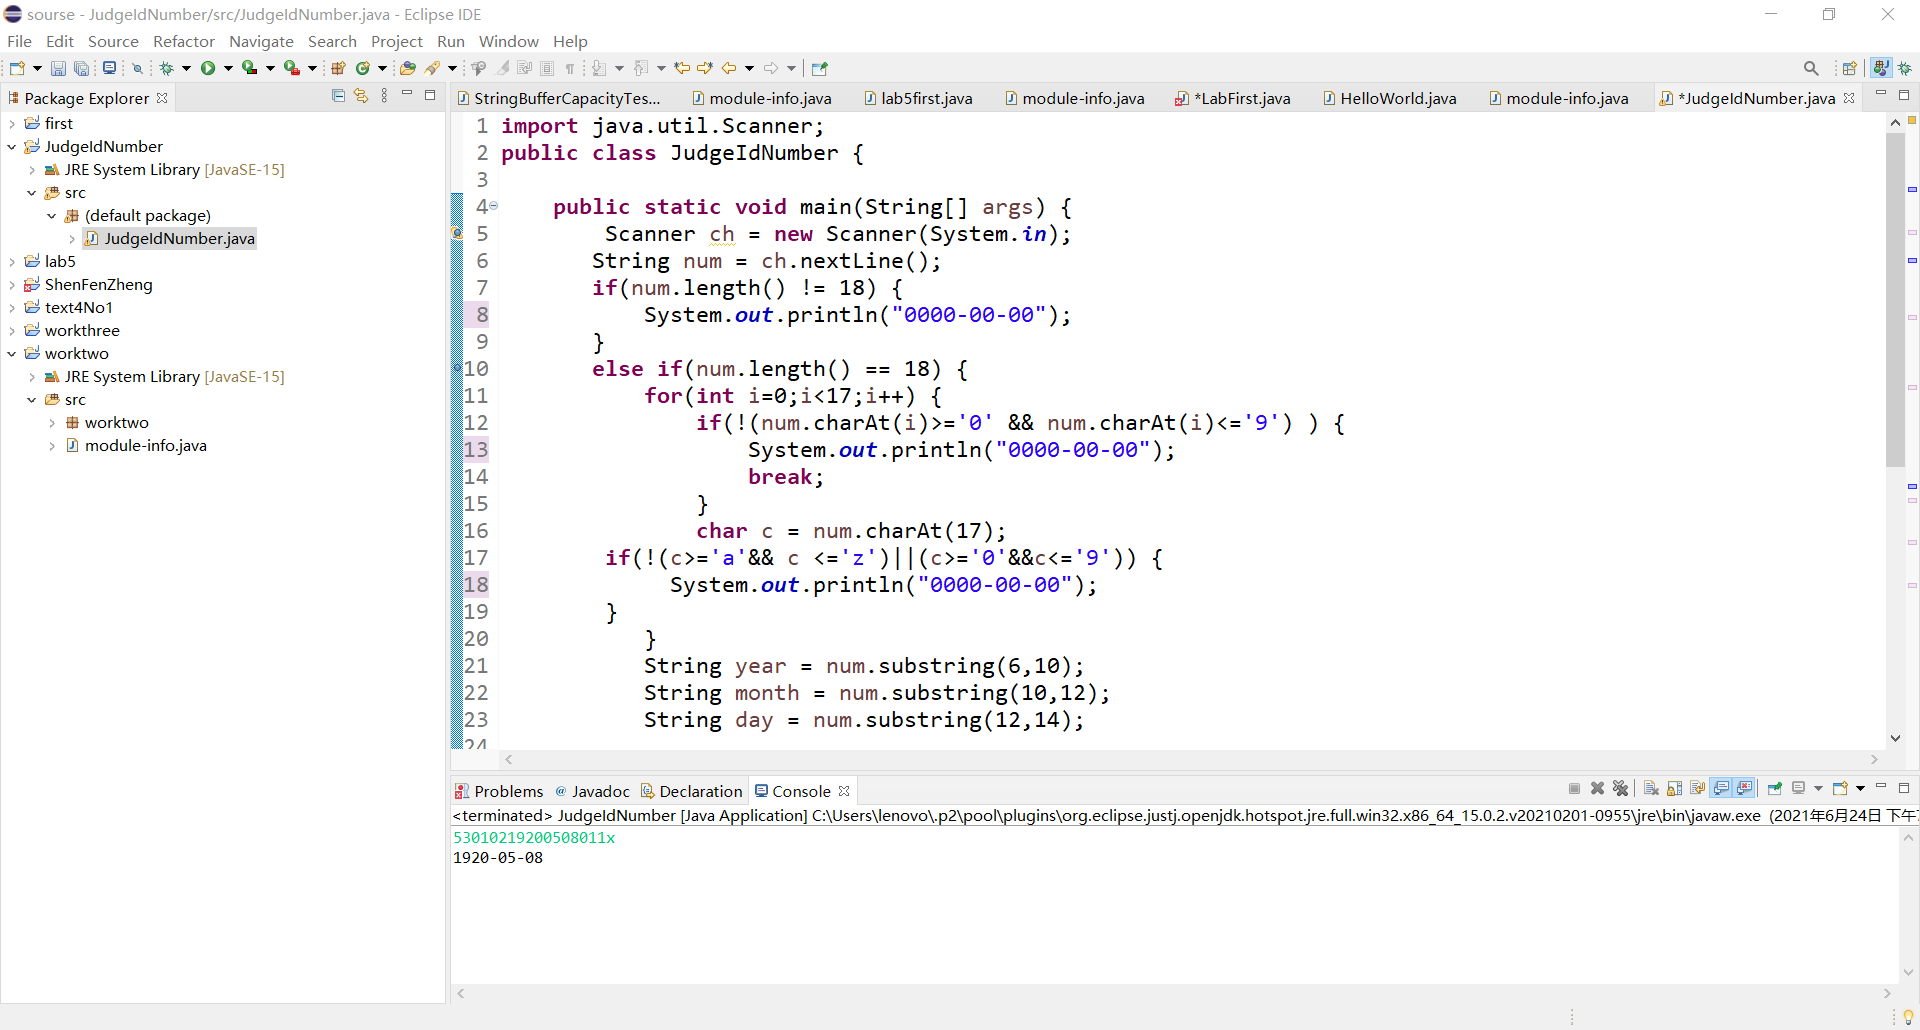 sourse - JudgeIdNumber/src/JudgeIdNumber.java - Eclipse IDE
File Edit Source Refactor Navigate Search Project Run Window Help
Package Explorer
first
JudgeIdNumber
JRE System Library [JavaSE-15]
src
(default package)
JudgeIdNumber.java
lab5
ShenFenZheng
text4No1
workthree
worktwo
JRE System Library [JavaSE-15]
src
worktwo
module-info.java
StringBufferCapacityTes... module-info.java lab5first.java module-info.java *LabFirst.java HelloWorld.java module-info.java *JudgeIdNumber.java
1 import java.util.Scanner;
2 public class JudgeIdNumber {
3
4 public static void main(String[] args) {
5 Scanner ch = new Scanner(System.in);
6 String num = ch.nextLine();
7 if(num.length() != 18) {
8 System.out.println("0000-00-00");
9 }
10 else if(num.length() == 18) {
11 for(int i=0;i<17;i++) {
12 if(!(num.charAt(i)>='0' && num.charAt(i)<='9') ) {
13 System.out.println("0000-00-00");
14 break;
15 }
16 char c = num.charAt(17);
17 if(!(c>='a'&& c <='z')||(c>='0'&&c<='9')) {
18 System.out.println("0000-00-00");
19 }
20 }
21 String year = num.substring(6,10);
22 String month = num.substring(10,12);
23 String day = num.substring(12,14);
24
Problems @ Javadoc Declaration Console
<terminated> JudgeIdNumber [Java Application] C:\Users\lenovo\.p2\pool\plugins\org.eclipse.justj.openjdk.hotspot.jre.full.win32.x86_64_15.0.2.v20210201-0955\jre\bin\javaw.exe (2021年6月24日 下午
53010219200508011x
1920-05-08